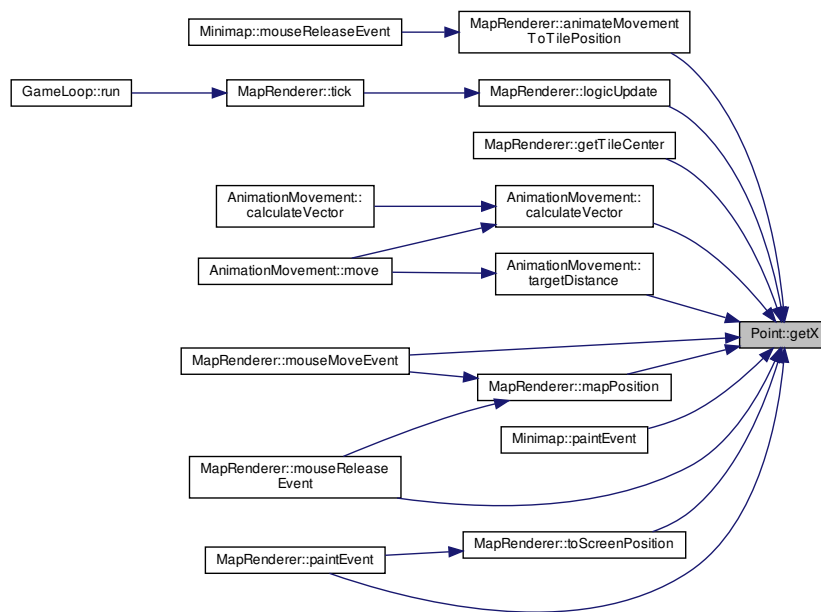 MapRenderer::animateMovement
ToTilePosition
Minimap::mouseReleaseEvent
GameLoop::run
MapRenderer::tick
MapRenderer::logicUpdate
MapRenderer::getTileCenter
AnimationMovement::
calculateVector
AnimationMovement::
calculateVector
AnimationMovement::move
AnimationMovement::
targetDistance
Point::getX
MapRenderer::mouseMoveEvent
MapRenderer::mapPosition
Minimap::paintEvent
MapRenderer::mouseRelease
Event
MapRenderer::toScreenPosition
MapRenderer::paintEvent